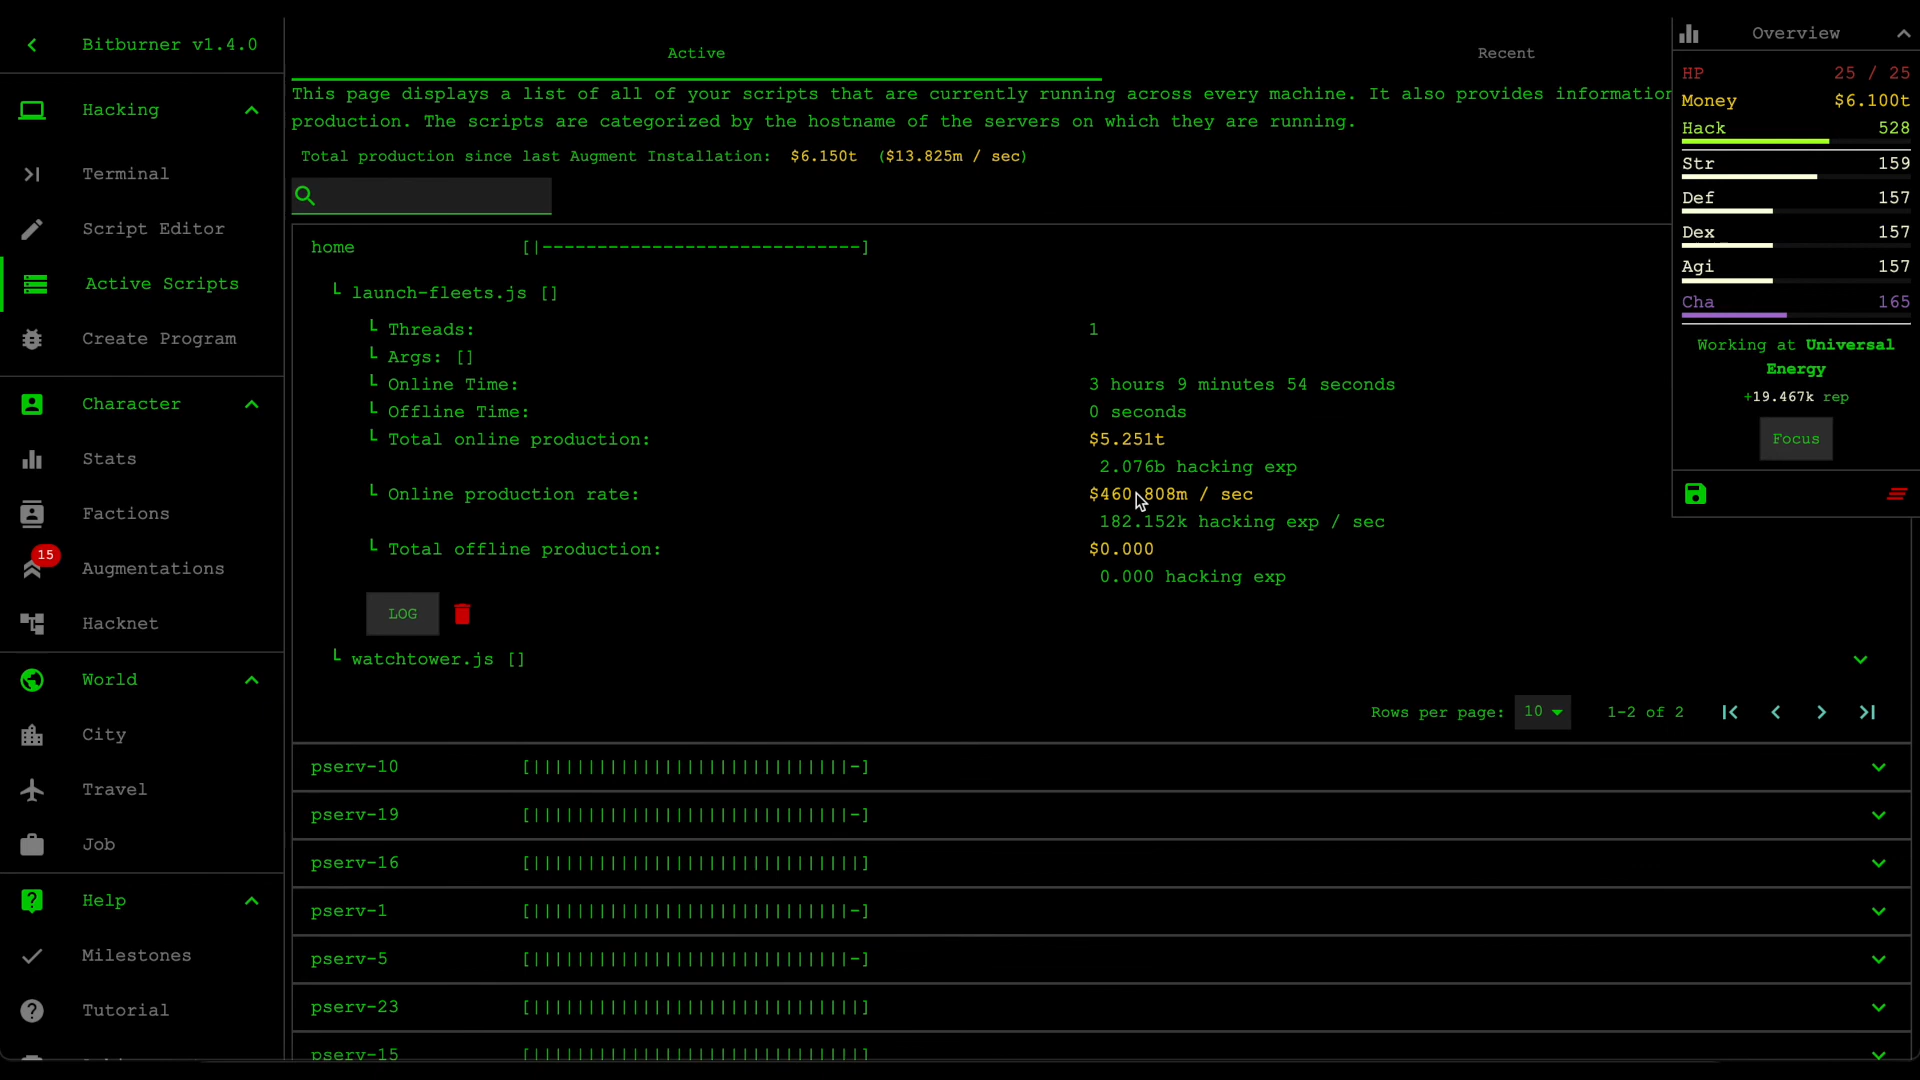 Bitburner v1.4.0
Hacking
Terminal
Script Editor
Active Scripts
Create Program
Character
Stats
Factions
15
Augmentations
Hacknet
World
City
Travel
Job
Help
Milestones
Tutorial
Active
Recent
This page displays a list of all of your scripts that are currently running across every machine. It also provides information
production. The scripts are categorized by the hostname of the servers on which they are running.
Total production since last Augment Installation: $6.150t ($13.825m / sec)
home [|-----------------------------]
└ launch-fleets.js []
└ Threads: 1
└ Args: []
└ Online Time: 3 hours 9 minutes 54 seconds
└ Offline Time: 0 seconds
└ Total online production: $5.251t
2.076b hacking exp
└ Online production rate: $460.808m / sec
182.152k hacking exp / sec
└ Total offline production: $0.000
0.000 hacking exp
LOG
└ watchtower.js []
Rows per page: 10 1-2 of 2
pserv-10 [|||||||||||||||||||||||||||||-]
pserv-19 [|||||||||||||||||||||||||||||-]
pserv-16 [||||||||||||||||||||||||||||||]
pserv-1 [|||||||||||||||||||||||||||||-]
pserv-5 [|||||||||||||||||||||||||||||-]
pserv-23 [||||||||||||||||||||||||||||||]
pserv-15 [||||||||||||||||||||||||||||||]
Overview
HP 25 / 25
Money $6.100t
Hack 528
Str 159
Def 157
Dex 157
Agi 157
Cha 165
Working at Universal
Energy
+19.467k rep
Focus